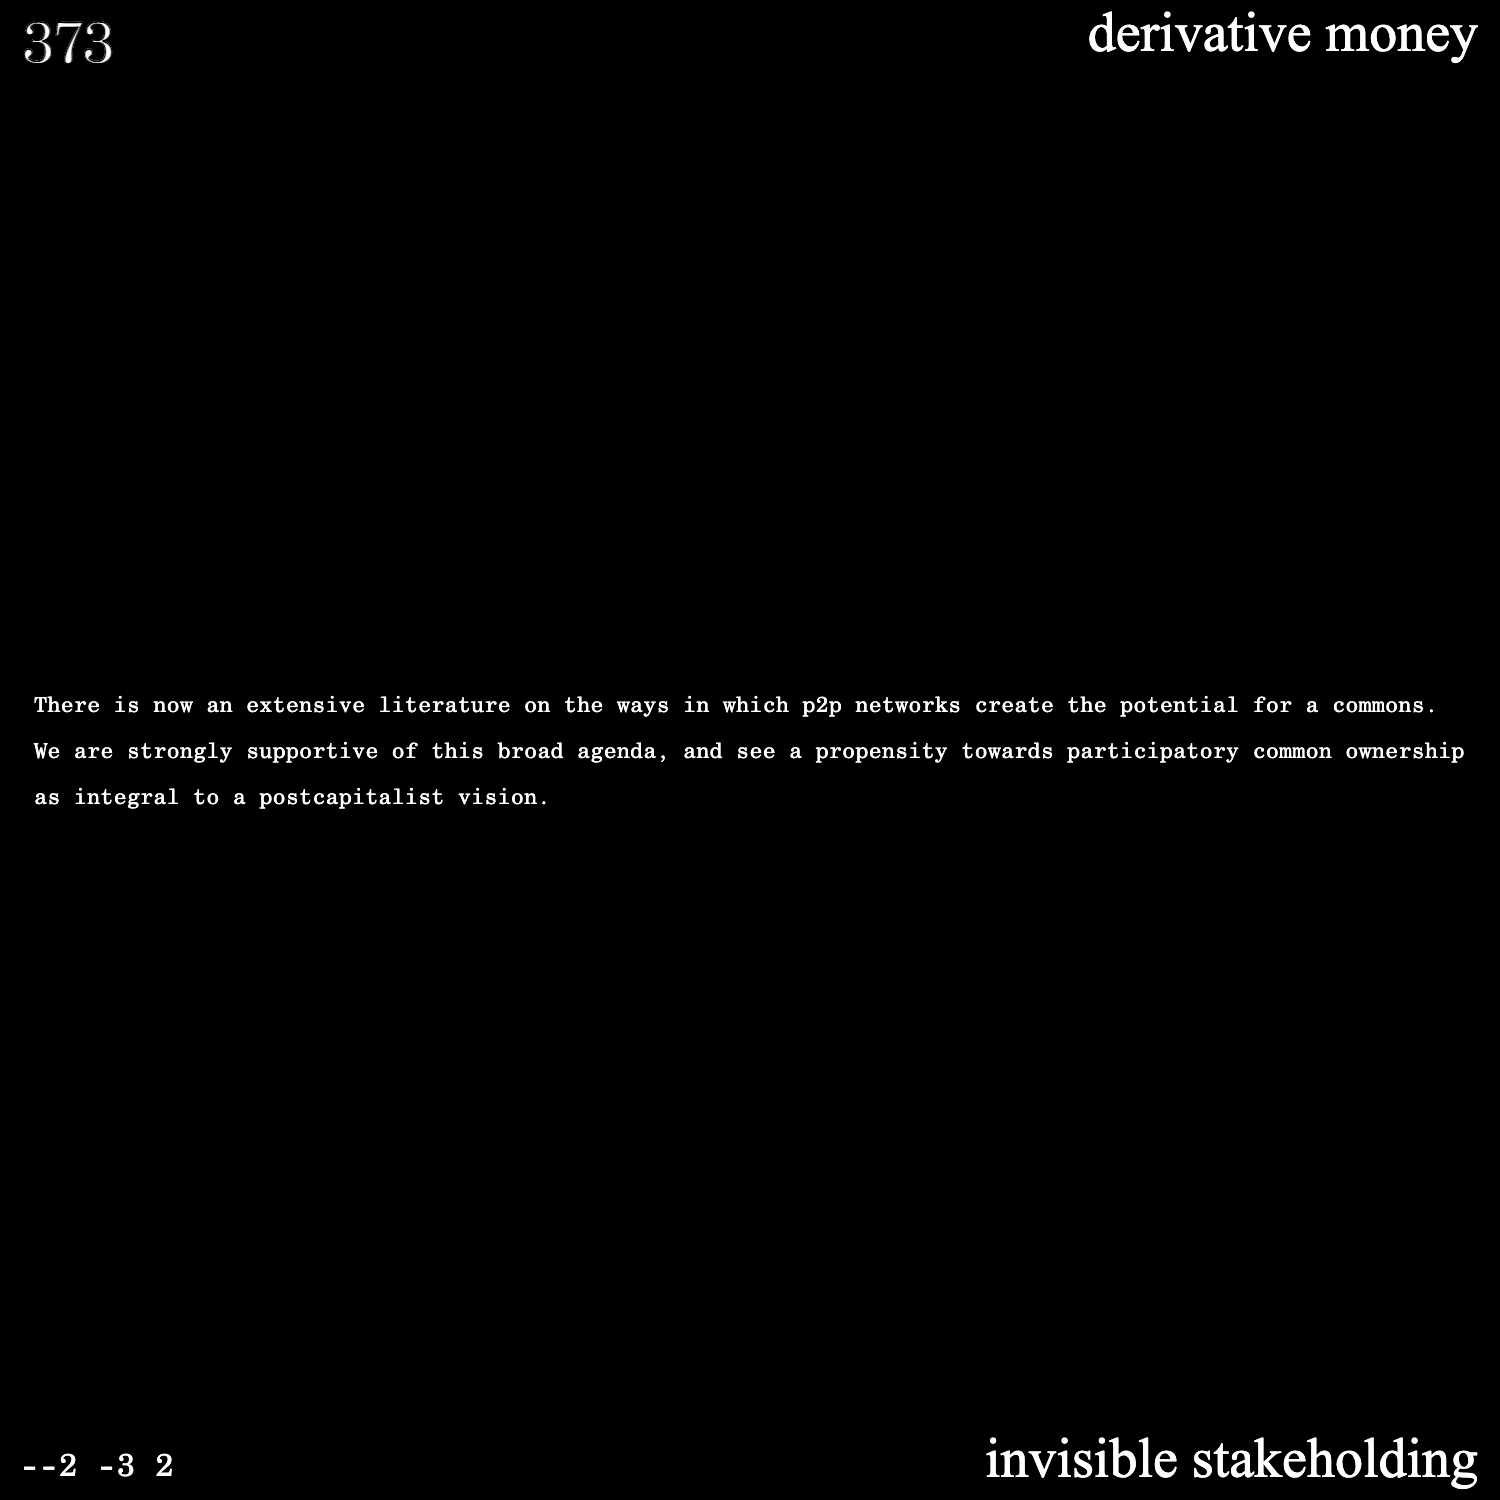 373
derivative money
There is now an extensive literature on the ways in which p2p networks create the potential for a commons.
We are strongly supportive of this broad agenda, and see a propensity towards participatory common ownership
as integral to a postcapitalist vision.
--2 -3 2
invisible stakeholding